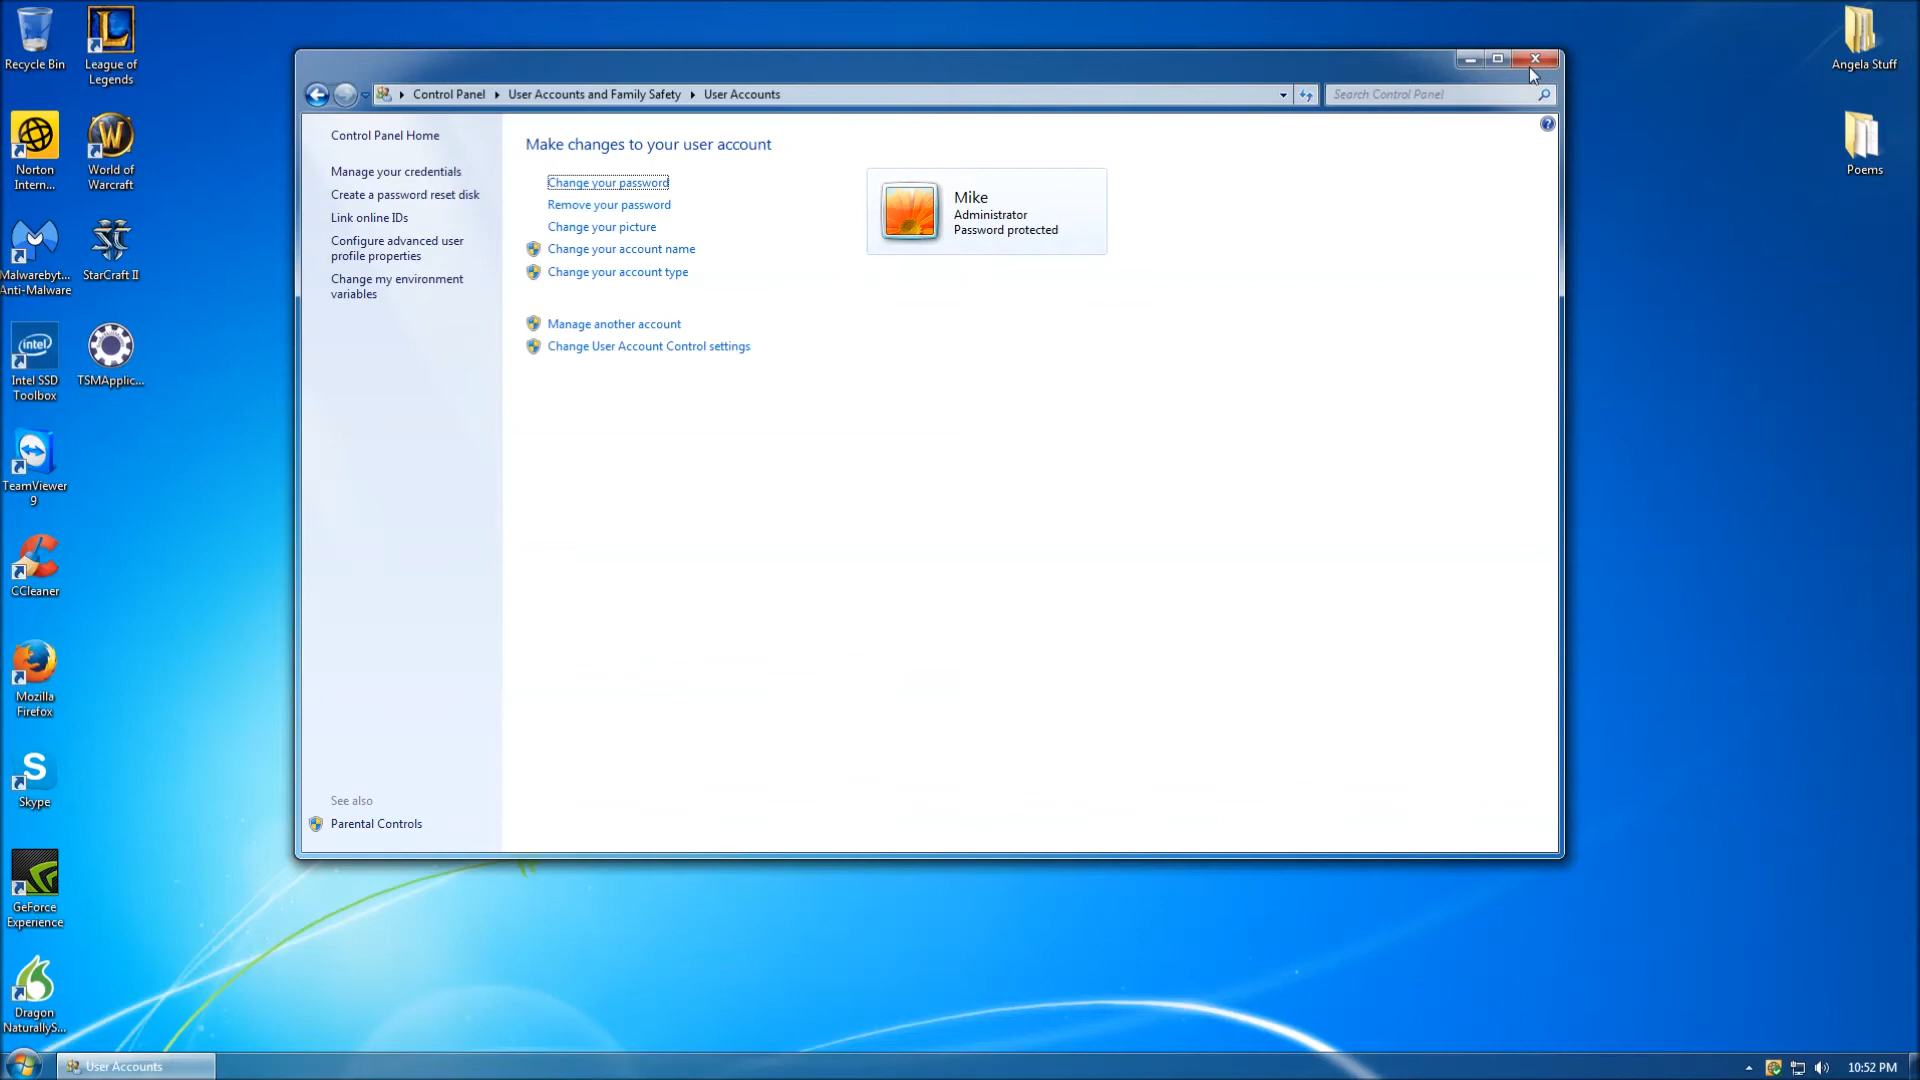 Recycle Bin
League of
Legends
Angela Stuff
Control Panel
User Accounts and Family Safety
User Accounts
Search Control Panel
Control Panel Home
Manage your credentials
Create a password reset disk
Link online IDs
Configure advanced user
profile properties
Change my environment
variables
Make changes to your user account
Change your password
Remove your password
Change your picture
Change your account name
Change your account type
Manage another account
Change User Account Control settings
Mike
Administrator
Password protected
See also
Parental Controls
Norton
Intern...
World of
Warcraft
Poems
Malwareby...
Anti-Malware
StarCraft II
intel
Intel SSD
Toolbox
TSMApplic...
TeamViewer
9
CCleaner
Mozilla
Firefox
Skype
GeForce
Experience
Dragon
NaturallyS...
User Accounts
10:52 PM